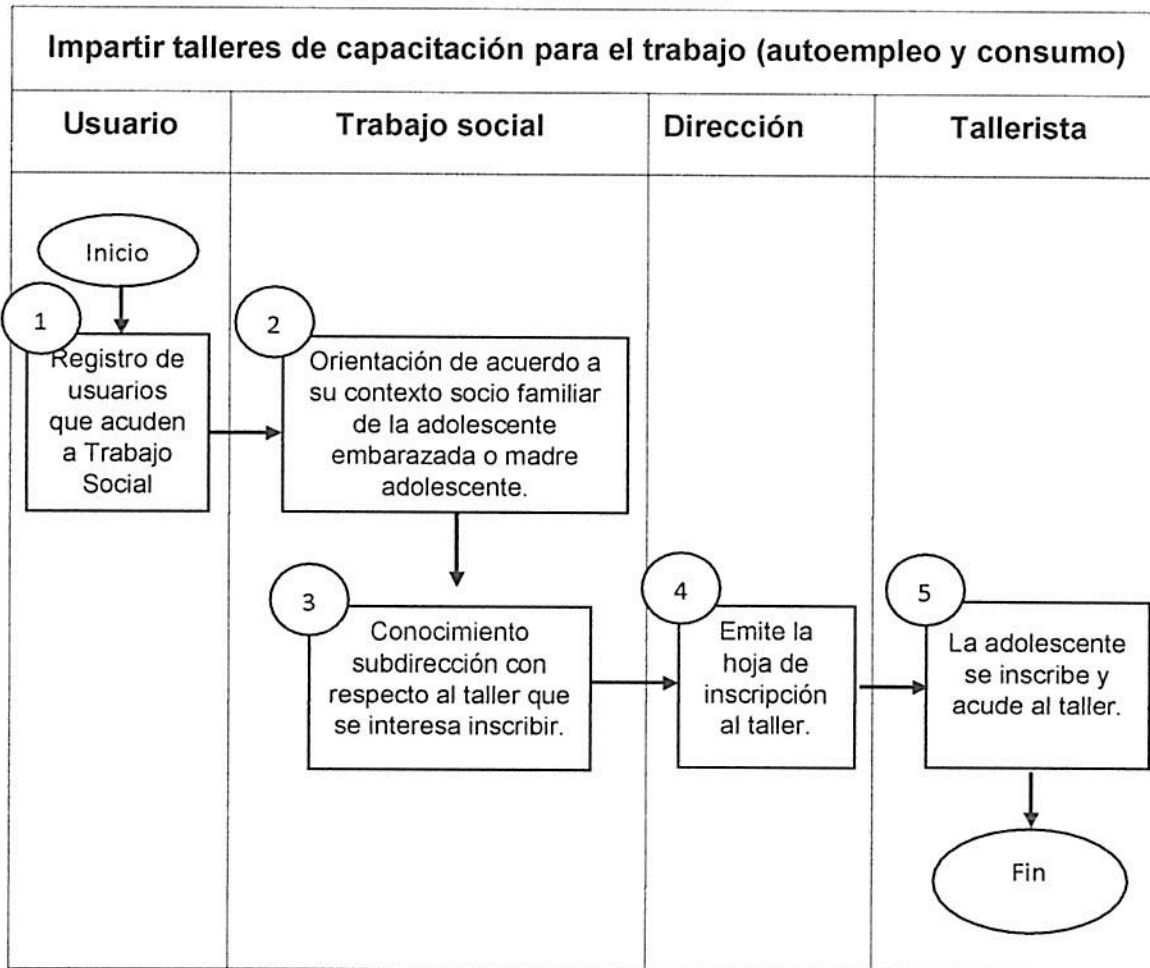 Impartir talleres de capacitación para el trabajo (autoempleo y consumo)
Usuario
Trabajo social
Dirección
Tallerista
Inicio
1
Registro de
usuarios
que acuden
a Trabajo
Social
2
Orientación de acuerdo a
su contexto socio familiar
de la adolescente
embarazada o madre
adolescente.
3
Conocimiento
subdirección con
respecto al taller que
se interesa inscribir.
4
Emite la
hoja de
inscripción
al taller.
5
La adolescente
se inscribe y
acude al taller.
Fin